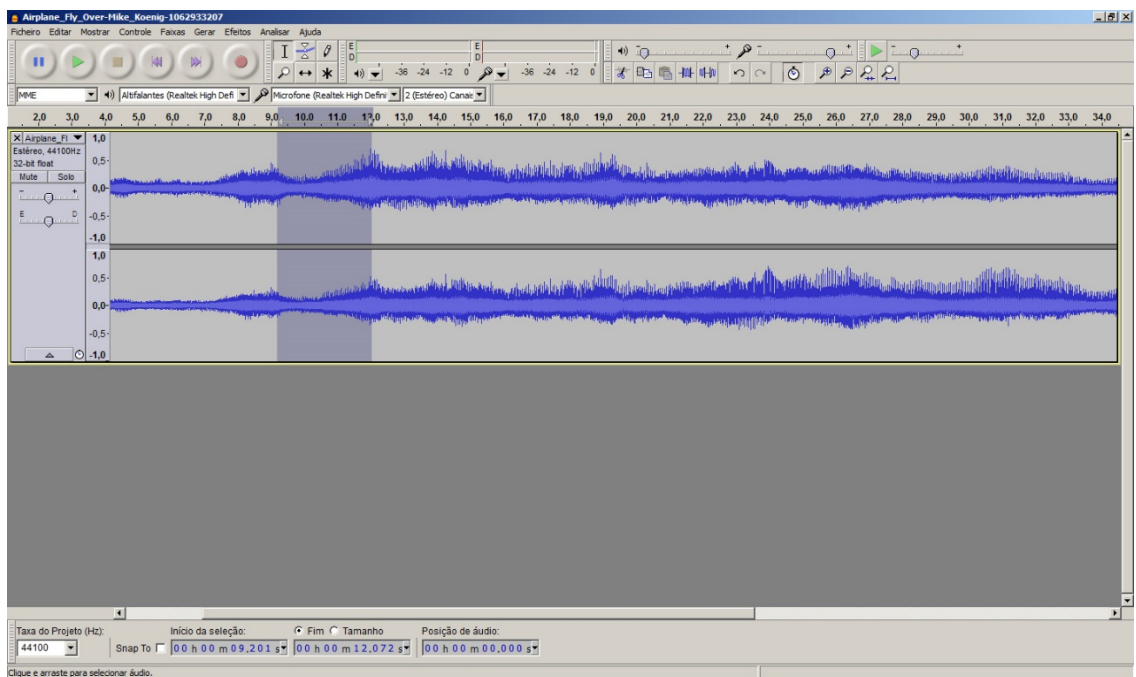 Airplane_Fly_Over-Mike_Koenig-1062933207
Ficheiro Editar Mostrar Controle Faixas Gerar Efeitos Analisar Ajuda
E E
D D
-36 -24 -12 0 -36 -24 -12 0
MME Altifalantes (Realtek High Defi Microfone (Realtek High Defini 2 (Estéreo) Canais
2,0 3,0 4,0 5,0 6,0 7,0 8,0 9,0 10,0 11,0 12,0 13,0 14,0 15,0 16,0 17,0 18,0 19,0 20,0 21,0 22,0 23,0 24,0 25,0 26,0 27,0 28,0 29,0 30,0 31,0 32,0 33,0 34,0
X Airplane_Fl 1,0
Estéreo, 44100Hz
32-bit float 0,5
Mute Solo
- + 0,0
E D -0,5
-1,0
1,0
0,5
0,0
-0,5
-1,0
Taxa do Projeto (Hz): Início da seleção: Fim Tamanho Posição de áudio:
44100 Snap To 00 h 00 m 09,201 s 00 h 00 m 12,072 s 00 h 00 m 00,000 s
Clique e arraste para selecionar áudio.